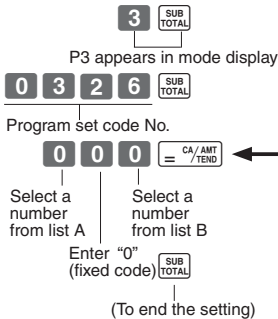 3 SUB TOTAL
P3 appears in mode display
0 3 2 6 SUB TOTAL
Program set code No.
0 0 0 = CA/AMT TEND
Select a number from list A
Select a number from list B
Enter “0” (fixed code)
SUB TOTAL
(To end the setting)